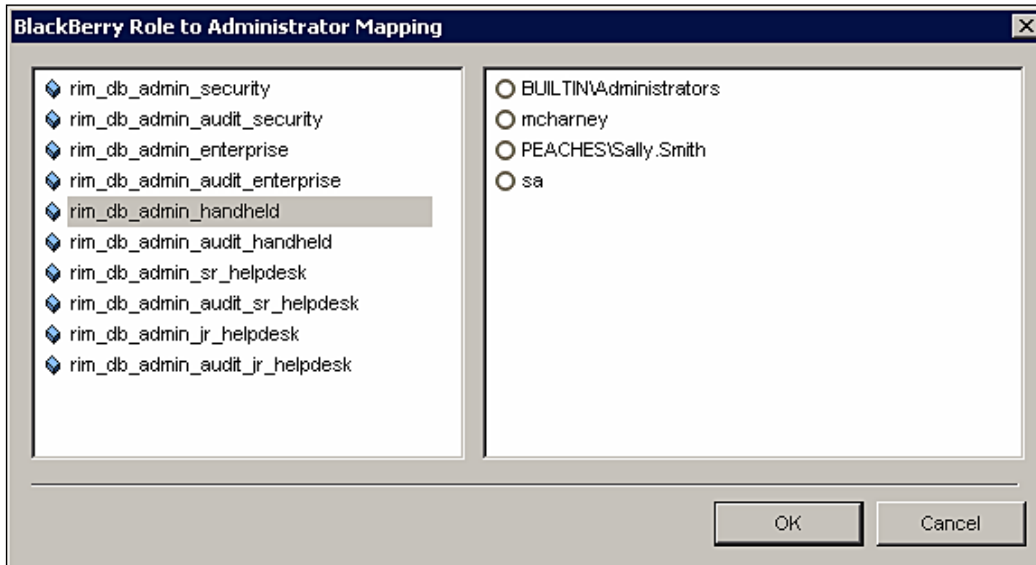 BlackBerry Role to Administrator Mapping
rim_db_admin_security
rim_db_admin_audit_security
rim_db_admin_enterprise
rim_db_admin_audit_enterprise
rim_db_admin_handheld
rim_db_admin_audit_handheld
rim_db_admin_sr_helpdesk
rim_db_admin_audit_sr_helpdesk
rim_db_admin_jr_helpdesk
rim_db_admin_audit_jr_helpdesk
BUILTIN\Administrators
mcharney
PEACHES\Sally.Smith
sa
OK
Cancel